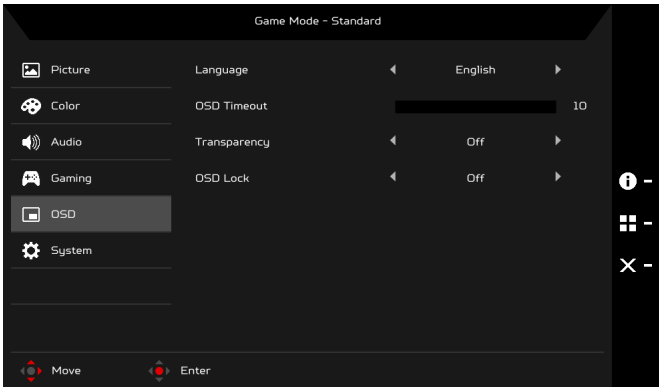 Game Mode - Standard
Picture
Language English
Color
OSD Timeout 10
Audio
Transparency Off
Gaming
OSD Lock Off
OSD
System
Move Enter